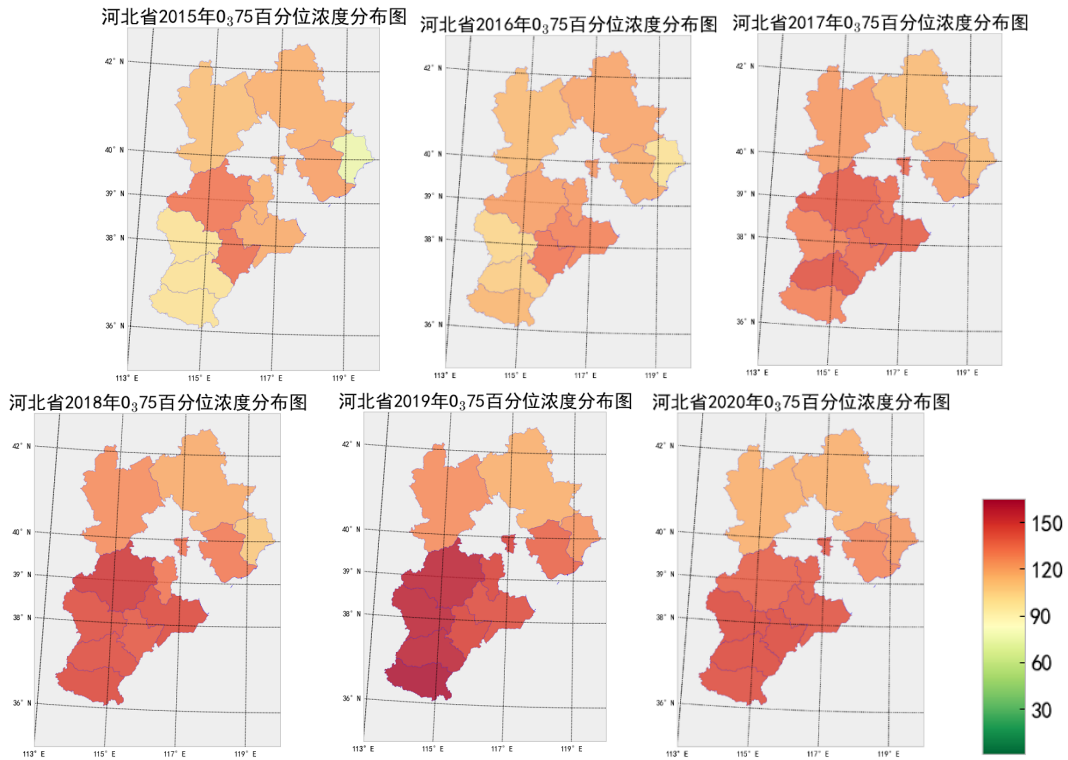 河北省2015年O₃75百分位浓度分布图
河北省2016年O₃75百分位浓度分布图
河北省2017年O₃75百分位浓度分布图
42° N
40° N
39° N
38° N
36° N
113° E
115° E
117° E
119° E
42° N
40° N
39° N
38° N
36° N
113° E
115° E
117° E
119° E
42° N
40° N
39° N
38° N
36° N
113° E
115° E
117° E
119° E
河北省2018年O₃75百分位浓度分布图
河北省2019年O₃75百分位浓度分布图
河北省2020年O₃75百分位浓度分布图
42° N
40° N
39° N
38° N
36° N
113° E
115° E
117° E
119° E
42° N
40° N
39° N
38° N
36° N
113° E
115° E
117° E
119° E
42° N
40° N
39° N
38° N
36° N
113° E
115° E
117° E
119° E
150
120
90
60
30